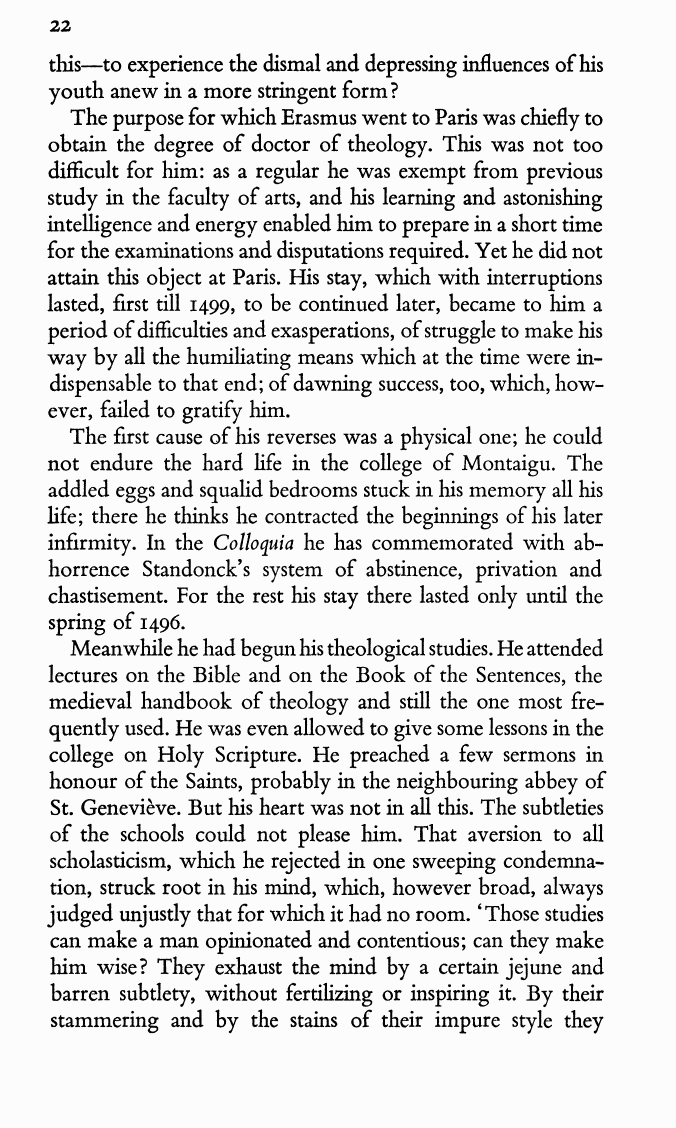 22
this—to experience the dismal and depressing influences of his
youth anew in a more stringent form?
The purpose for which Erasmus went to Paris was chiefly to
obtain the degree of doctor of theology. This was not too
difficult for him: as a regular he was exempt from previous
study in the faculty of arts, and his learning and astonishing
intelligence and energy enabled him to prepare in a short time
for the examinations and disputations required. Yet he did not
attain this object at Paris. His stay, which with interruptions
lasted, first till 1499, to be continued later, became to him a
period of difficulties and exasperations, of struggle to make his
way by all the humiliating means which at the time were in-
dispensable to that end; of dawning success, too, which, how-
ever, failed to gratify him.
The first cause of his reverses was a physical one; he could
not endure the hard life in the college of Montaigu. The
addled eggs and squalid bedrooms stuck in his memory all his
life; there he thinks he contracted the beginnings of his later
infirmity. In the Colloquia he has commemorated with ab-
horrence Standonck's system of abstinence, privation and
chastisement. For the rest his stay there lasted only until the
spring of 1496.
Meanwhile he had begun his theological studies. He attended
lectures on the Bible and on the Book of the Sentences, the
medieval handbook of theology and still the one most fre-
quently used. He was even allowed to give some lessons in the
college on Holy Scripture. He preached a few sermons in
honour of the Saints, probably in the neighbouring abbey of
St. Geneviève. But his heart was not in all this. The subtleties
of the schools could not please him. That aversion to all
scholasticism, which he rejected in one sweeping condemna-
tion, struck root in his mind, which, however broad, always
judged unjustly that for which it had no room. 'Those studies
can make a man opinionated and contentious; can they make
him wise? They exhaust the mind by a certain jejune and
barren subtlety, without fertilizing or inspiring it. By their
stammering and by the stains of their impure style they